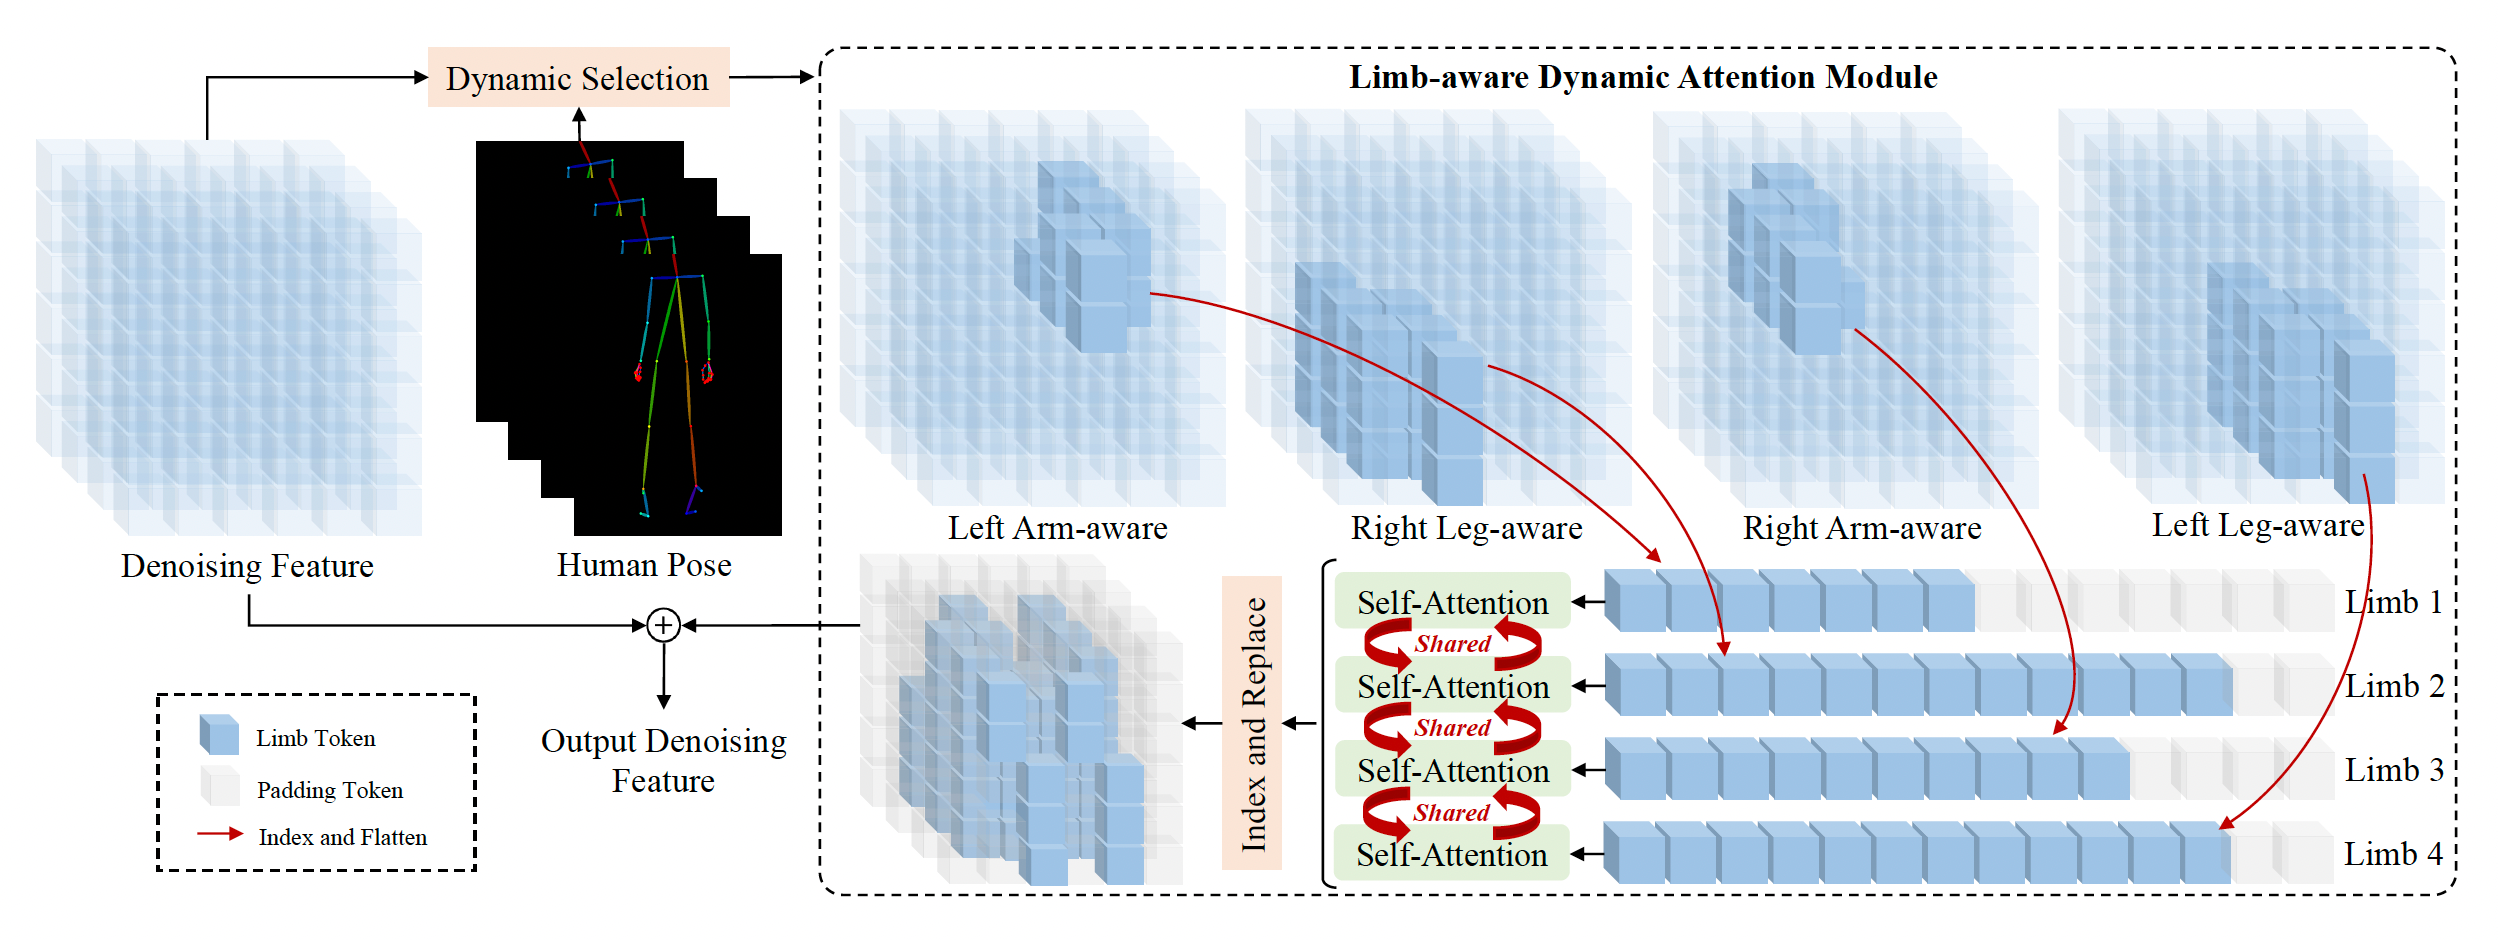 Dynamic Selection
Limb-aware Dynamic Attention Module
Denoising Feature
Human Pose
Left Arm-aware
Right Leg-aware
Right Arm-aware
Left Leg-aware
Self-Attention
Shared
Self-Attention
Shared
Self-Attention
Shared
Self-Attention
Limb 1
Limb 2
Limb 3
Limb 4
Index and Replace
Output Denoising
Feature
Limb Token
Padding Token
Index and Flatten